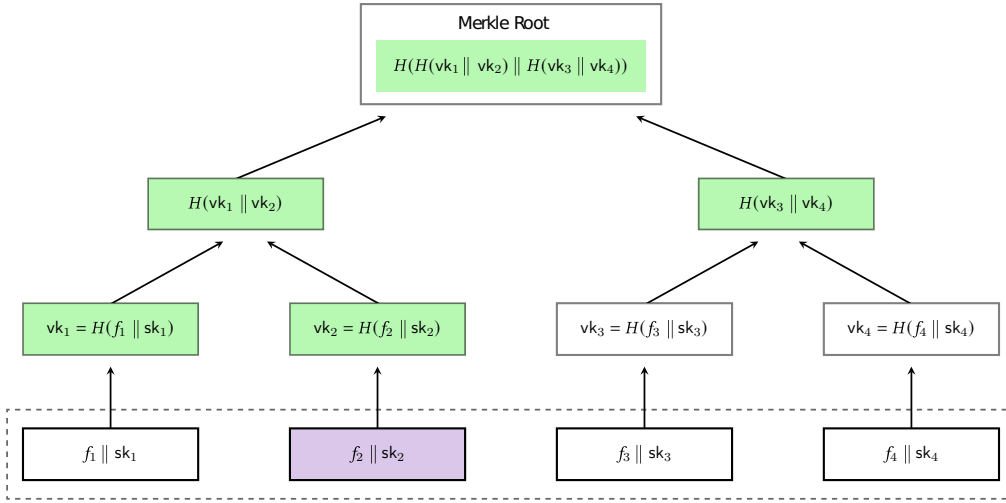 Merkle Root
H(H(vk₁ ‖ vk₂) ‖ H(vk₃ ‖ vk₄))
H(vk₁ ‖ vk₂)
H(vk₃ ‖ vk₄)
vk₁ = H(f₁ ‖ sk₁)
vk₂ = H(f₂ ‖ sk₂)
vk₃ = H(f₃ ‖ sk₃)
vk₄ = H(f₄ ‖ sk₄)
f₁ ‖ sk₁
f₂ ‖ sk₂
f₃ ‖ sk₃
f₄ ‖ sk₄